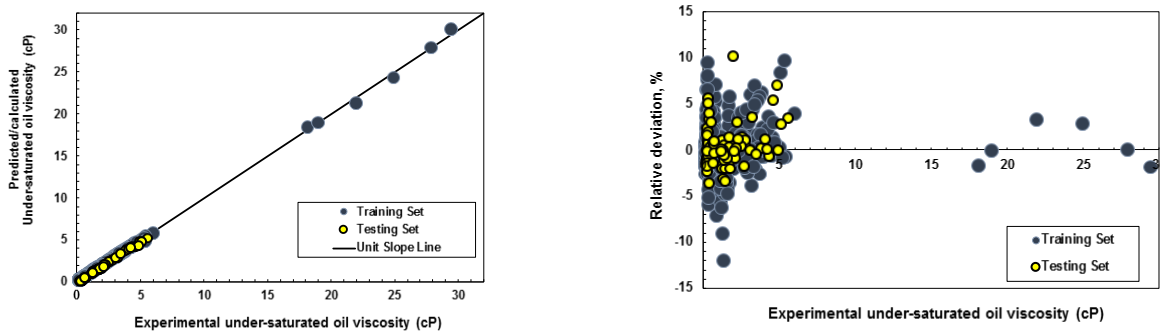 Predicted/calculated
Under-saturated oil viscosity (cP)
30
25
20
15
10
5
0
0 5 10 15 20 25 30
Training Set
Testing Set
Unit Slope Line
Experimental under-saturated oil viscosity (cP)
Relative deviation, %
15
10
5
0
-5
-10
-15
5 10 15 20 25 30
Training Set
Testing Set
Experimental under-saturated oil viscosity (cP)